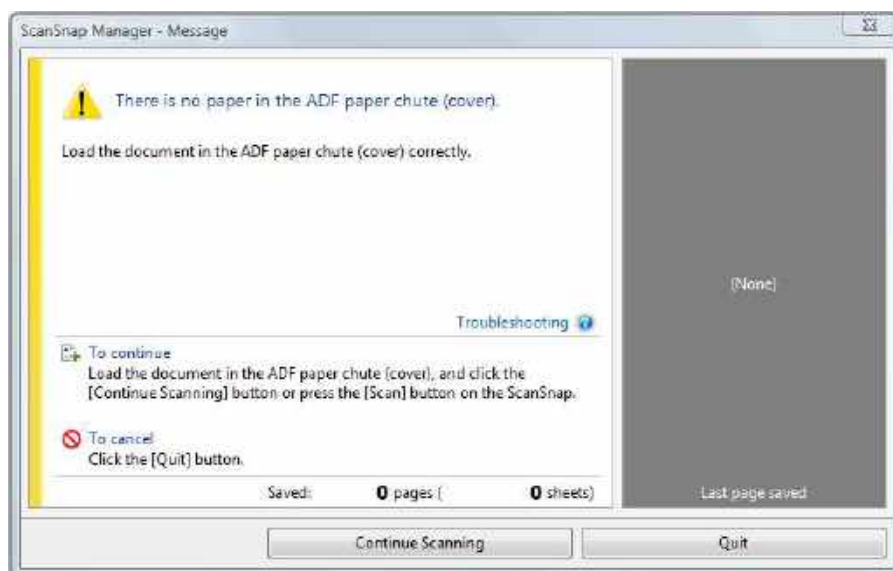 ScanSnap Manager - Message
There is no paper in the ADF paper chute (cover).
Load the document in the ADF paper chute (cover) correctly.
(None)
Troubleshooting
To continue
Load the document in the ADF paper chute (cover), and click the
[Continue Scanning] button or press the [Scan] button on the ScanSnap.
To cancel
Click the [Quit] button.
Saved: 0 pages ( 0 sheets)
Last page saved
Continue Scanning
Quit